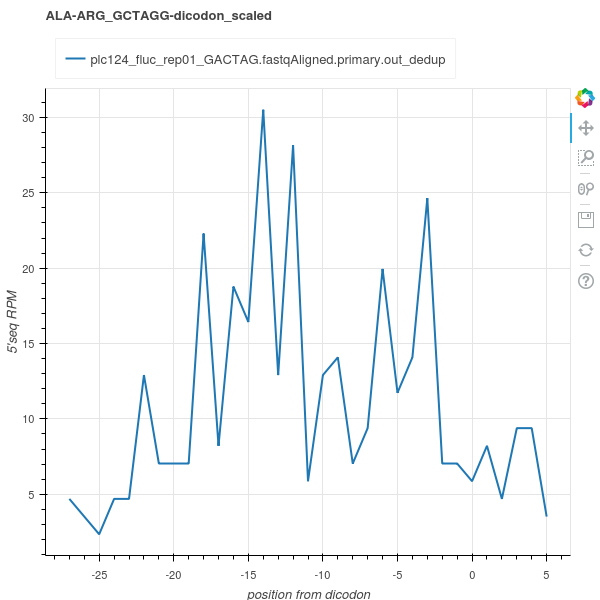 ALA-ARG_GCTAGG-dicodon_scaled
plc124_fluc_rep01_GACTAG.fastqAligned.primary.out_dedup
30
25
20
15
10
5
5'seq RPM
-25 -20 -15 -10 -5 0 5
position from dicodon